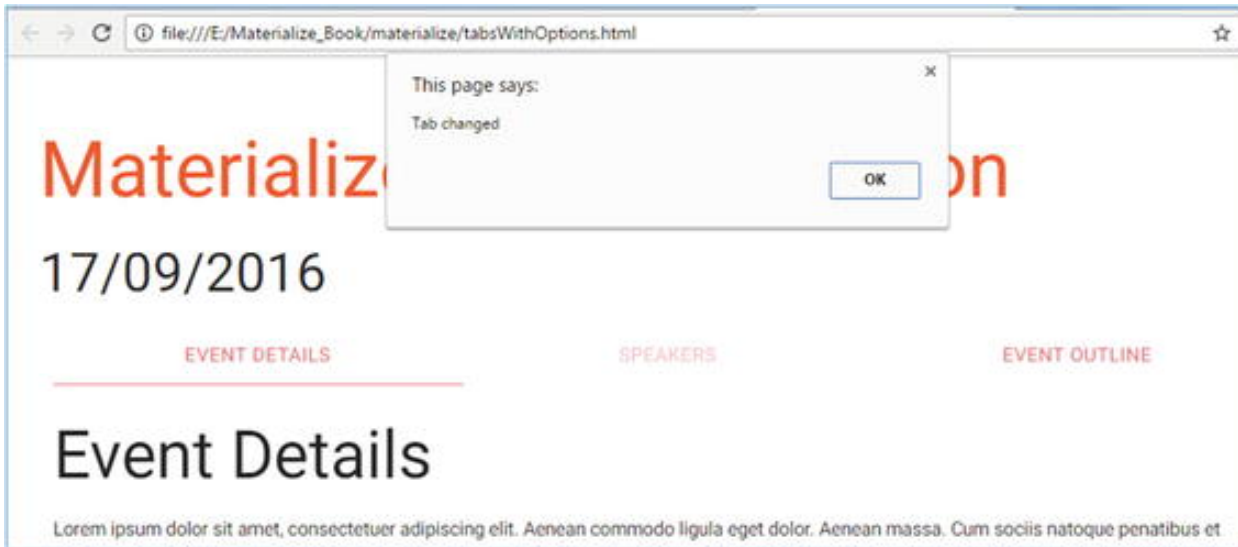 file:///E:/Materialize_Book/materialize/tabsWithOptions.html
This page says:
Tab changed
OK
17/09/2016
EVENT DETAILS
SPEAKERS
EVENT OUTLINE
Event Details
Lorem ipsum dolor sit amet, consectetuer adipiscing elit. Aenean commodo ligula eget dolor. Aenean massa. Cum sociis natoque penatibus et